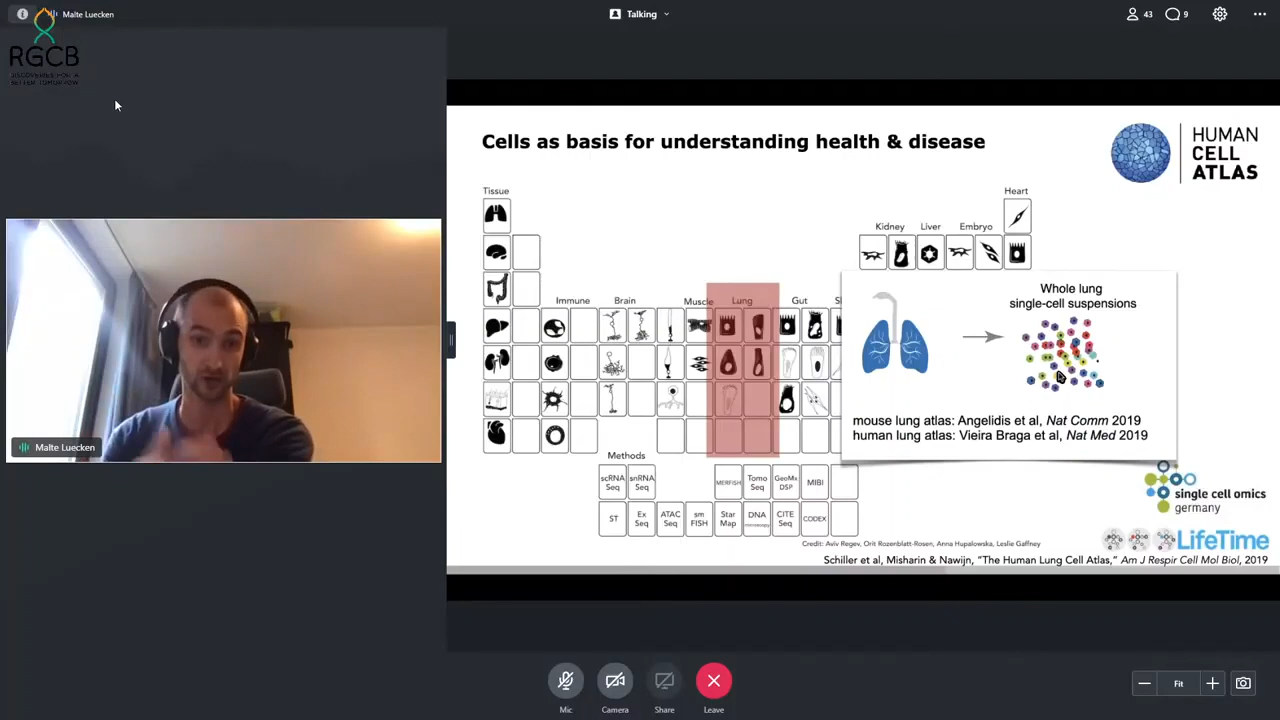 Malte Luecken
Talking
43
9
RGCB
DISCOVERIES FOR A
BETTER TOMORROW
Malte Luecken
Cells as basis for understanding health & disease
HUMAN
CELL
ATLAS
Tissue
Heart
Kidney
Liver
Embryo
Immune
Brain
Muscle
Lung
Gut
Whole lung
single-cell suspensions
mouse lung atlas: Angelidis et al, Nat Comm 2019
human lung atlas: Vieira Braga et al, Nat Med 2019
Methods
scRNA
Seq
snRNA
Seq
MERFISH
Tomo
Seq
GeoMx
DSP
MIBI
ST
Ex
Seq
ATAC
Seq
sm
FISH
Star
Map
DNA
microscopy
CITE
Seq
CODEX
single cell omics
germany
LifeTime
Credit: Aviv Regev, Orit Rozenblatt-Rosen, Anna Hupalowska, Leslie Gaffney
Schiller et al, Misharin & Nawijn, “The Human Lung Cell Atlas,” Am J Respir Cell Mol Biol, 2019
Mic
Camera
Share
Leave
Fit